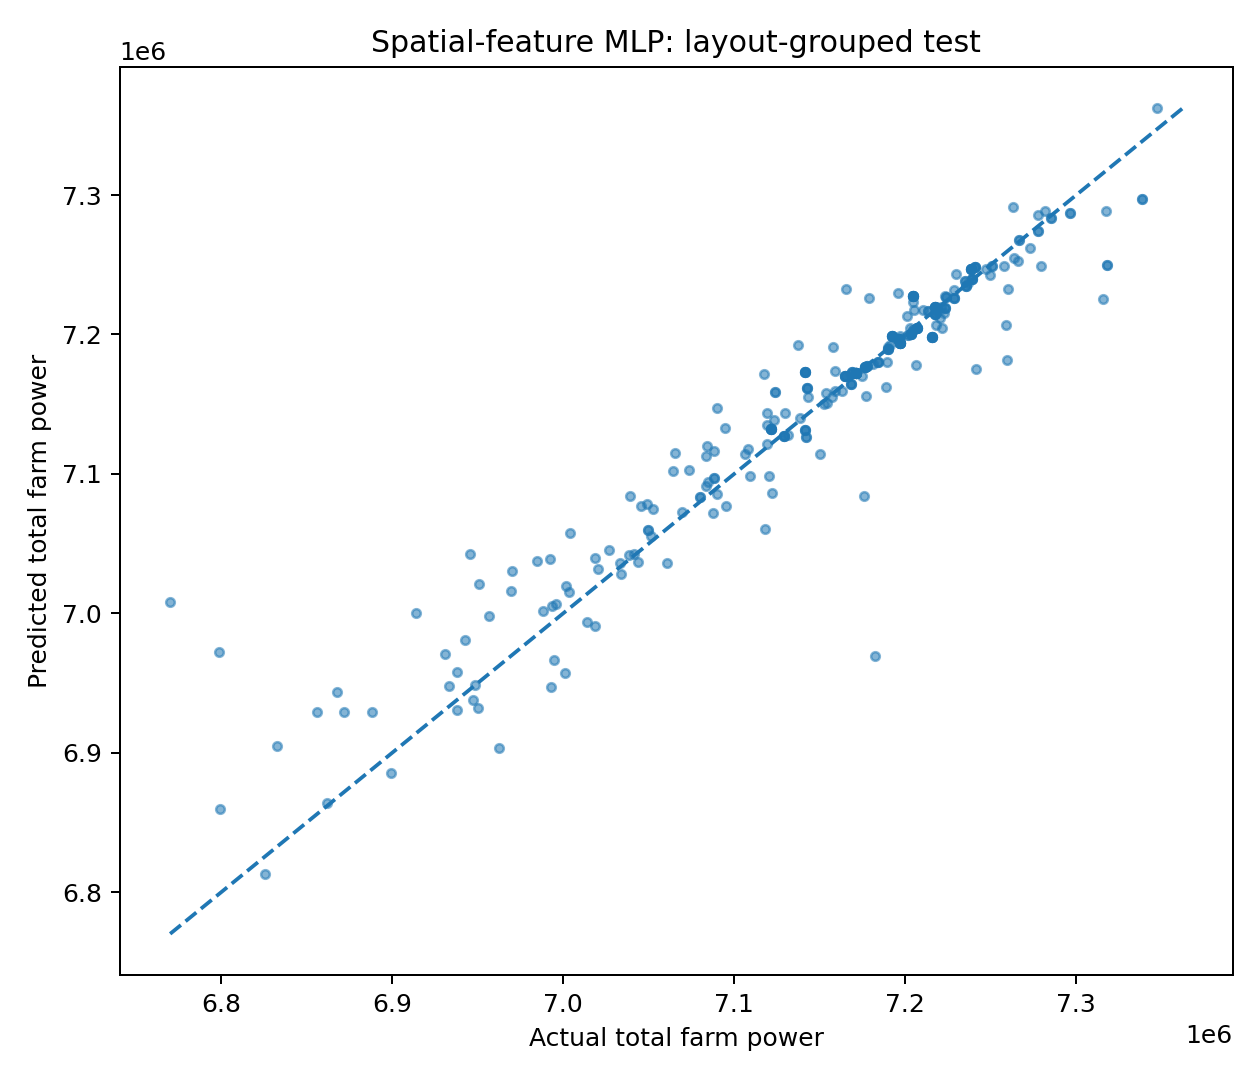 Spatial-feature MLP: layout-grouped test
1e6
Predicted total farm power
7.3
7.2
7.1
7.0
6.9
6.8
6.8 6.9 7.0 7.1 7.2 7.3
Actual total farm power
1e6